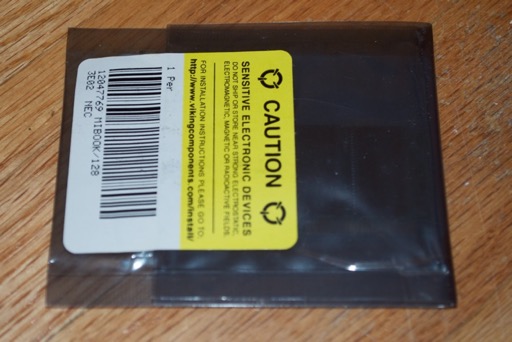 CAUTION
SENSITIVE ELECTRONIC DEVICES
DO NOT SHIP OR STORE NEAR STRONG ELECTROSTATIC,
ELECTROMAGNETIC, MAGNETIC OR RADIOACTIVE FIELDS.
FOR INSTALLATION INSTRUCTIONS PLEASE GO TO:
http://www.vikingcomponents.com/install/
1 Per
12047769 M1BOOK/128
3E02 NEC